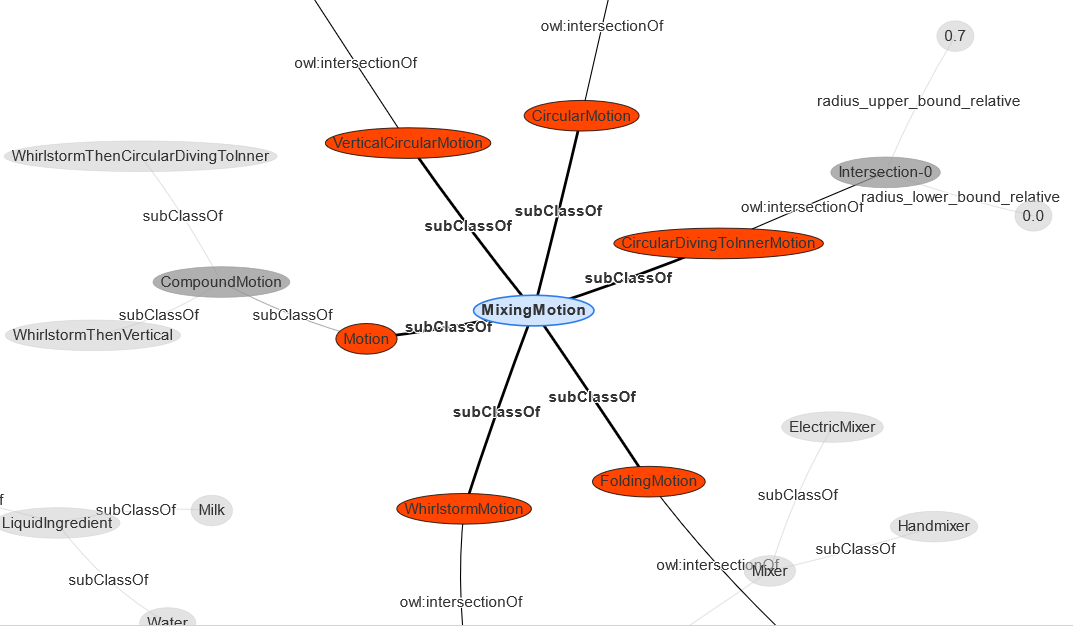 owl:intersectionOf
0.7
owl:intersectionOf
radius_upper_bound_relative
CircularMotion
VerticalCircularMotion
WhirlstormThenCircularDivingToInner
Intersection-0
radius_lower_bound_relative
owl:intersectionOf
subClassOf
subClassOf
0.0
subClassOf
CircularDivingToInnerMotion
subClassOf
CompoundMotion
MixingMotion
subClassOf
subClassOf
subClassOf
WhirlstormThenVertical
Motion
subClassOf
subClassOf
ElectricMixer
FoldingMotion
subClassOf
f
subClassOf
Milk
WhirlstormMotion
LiquidIngredient
Handmixer
subClassOf
owl:intersectionOf
Mixer
subClassOf
owl:intersectionOf
Water